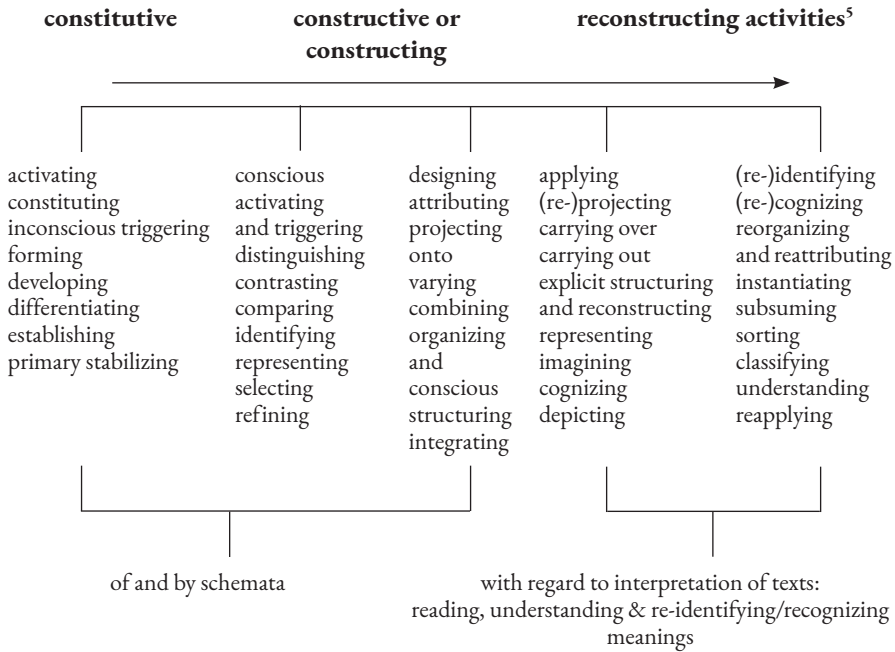 constitutive
constructive or
constructing
reconstructing activities⁵
activating
constituting
inconscious triggering
forming
developing
differentiating
establishing
primary stabilizing
conscious
activating
and triggering
distinguishing
contrasting
comparing
identifying
representing
selecting
refining
designing
attributing
projecting
onto
varying
combining
organizing
and
conscious
structuring
integrating
applying
(re-)projecting
carrying over
carrying out
explicit structuring
and reconstructing
representing
imagining
cognizing
depicting
(re-)identifying
(re-)cognizing
reorganizing
and reattributing
instantiating
subsuming
sorting
classifying
understanding
reapplying
of and by schemata
with regard to interpretation of texts:
reading, understanding & re-identifying/recognizing
meanings